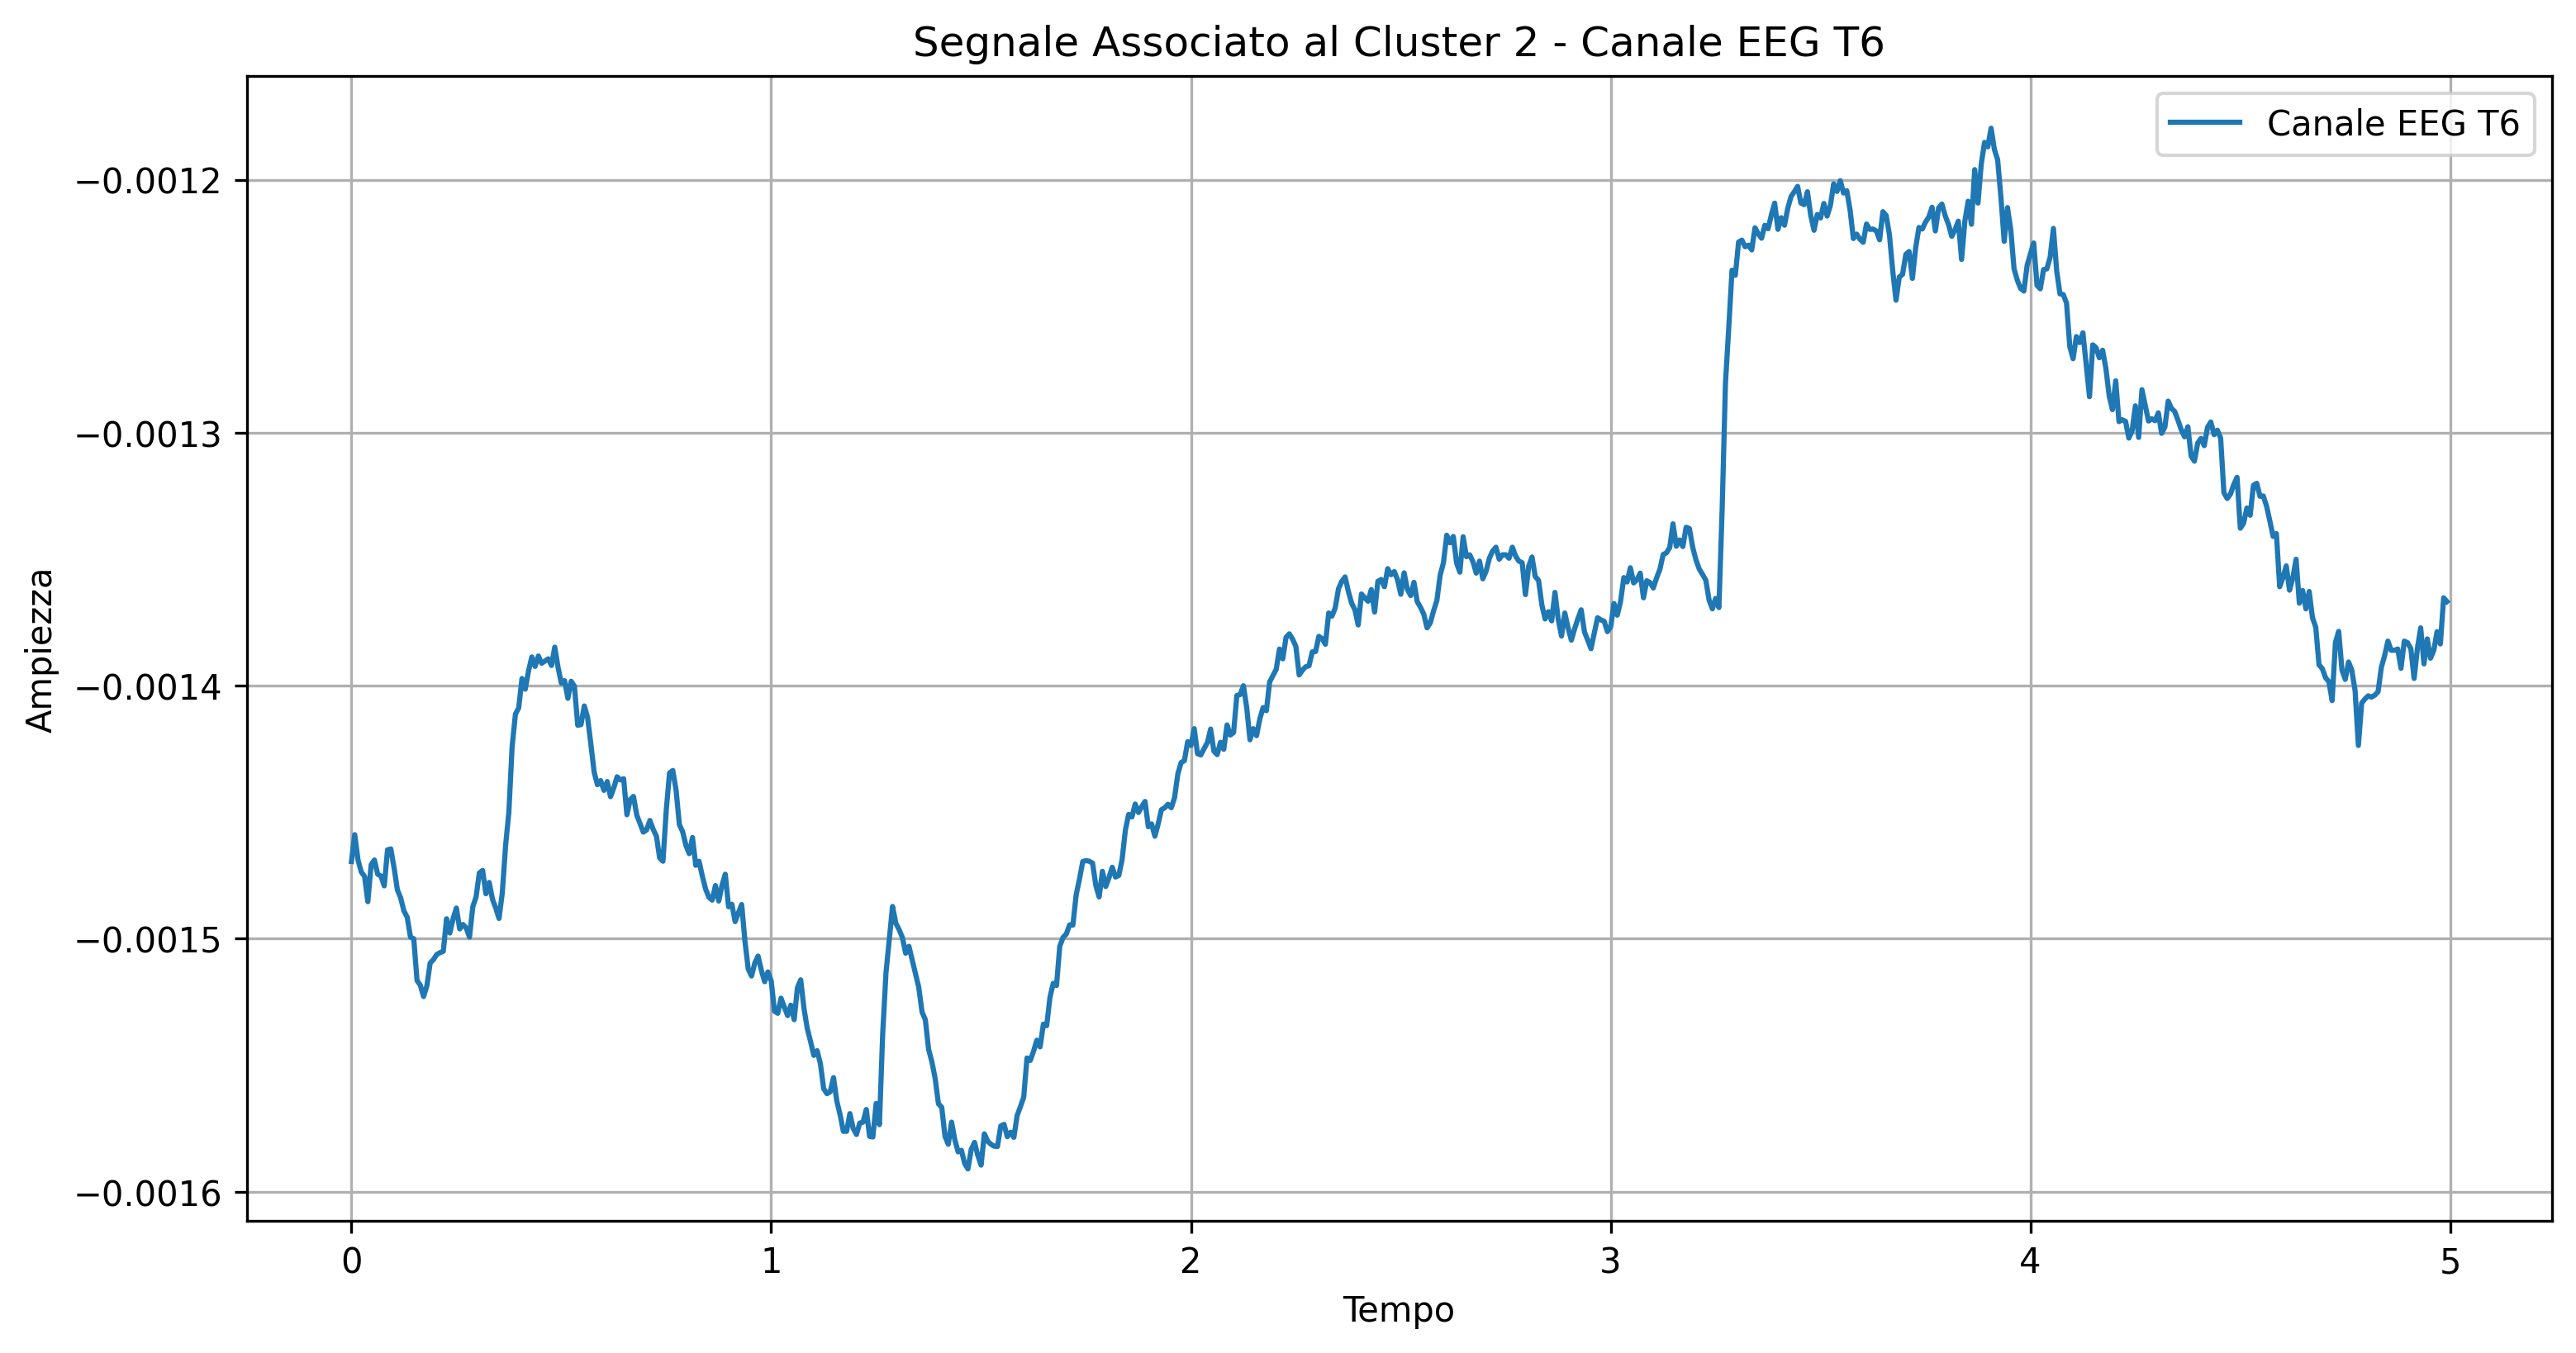 Segnale Associato al Cluster 2 - Canale EEG T6
Canale EEG T6
−0.0012
−0.0013
−0.0014
−0.0015
−0.0016
Ampiezza
0 1 2 3 4 5
Tempo